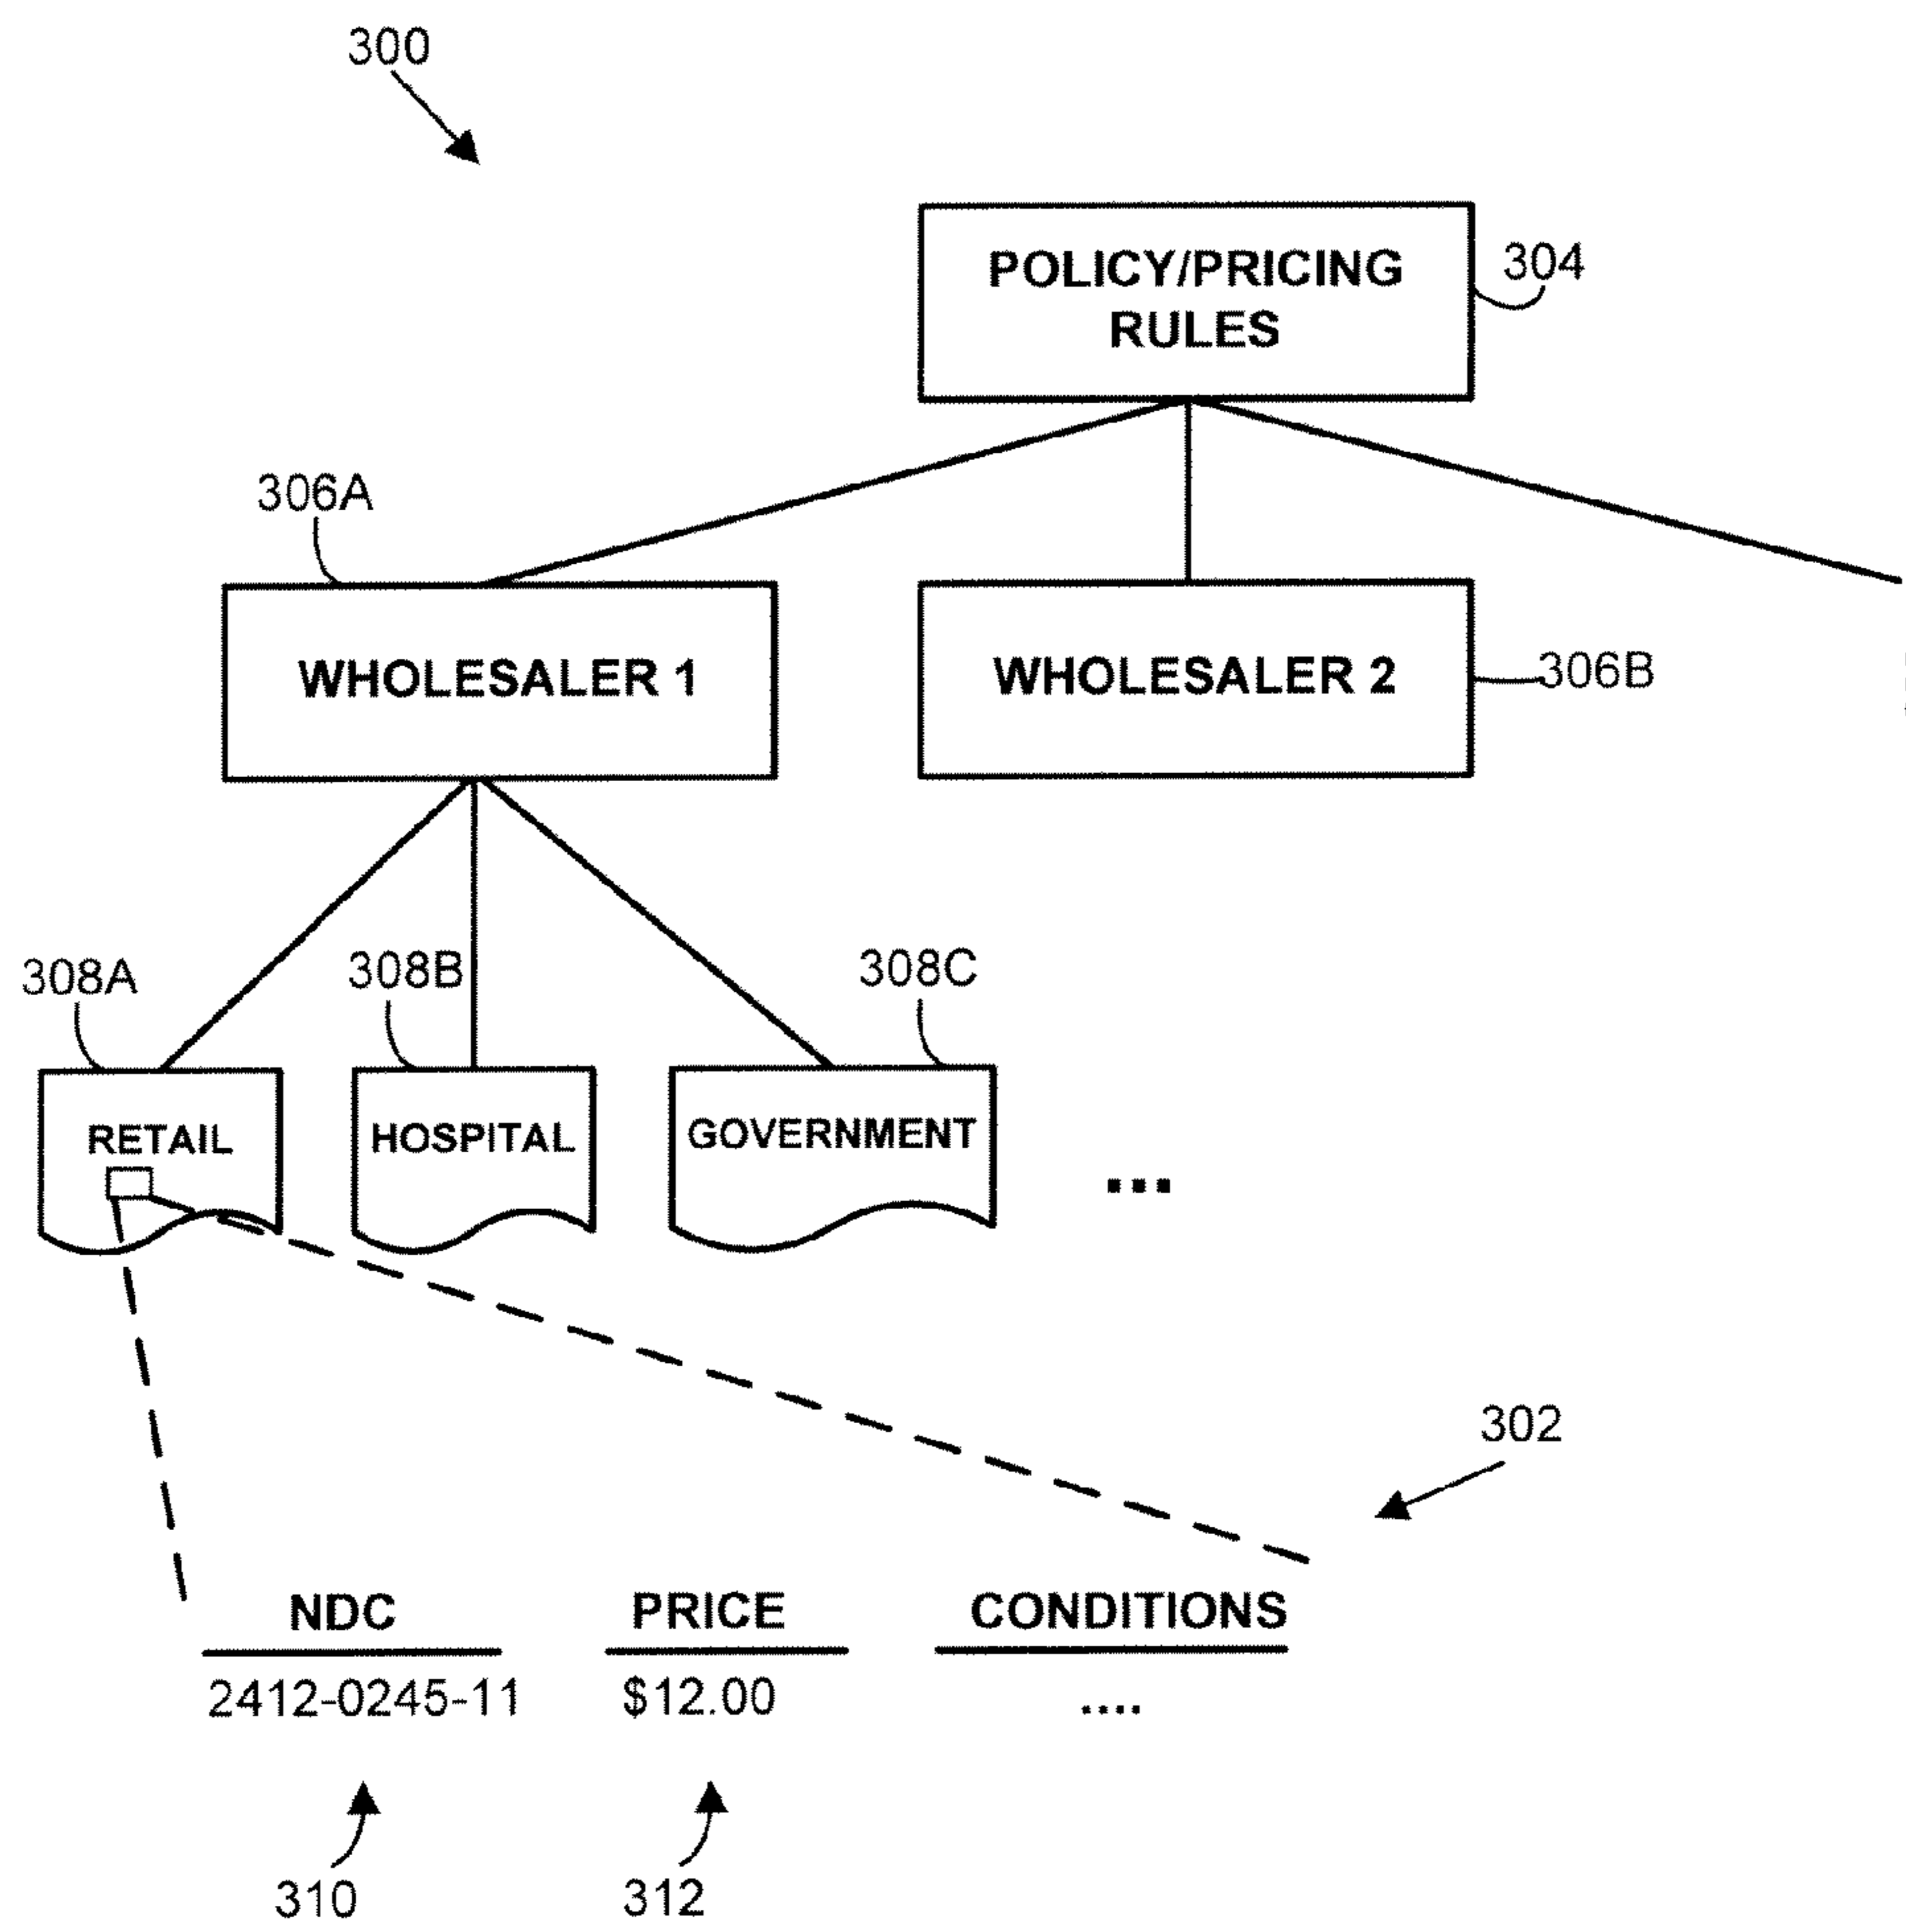 300
POLICY/PRICING
RULES
304
306A
WHOLESALER 1
WHOLESALER 2
306B
308A
308B
308C
RETAIL
HOSPITAL
GOVERNMENT
...
302
NDC
PRICE
CONDITIONS
2412-0245-11
$12.00
....
310
312